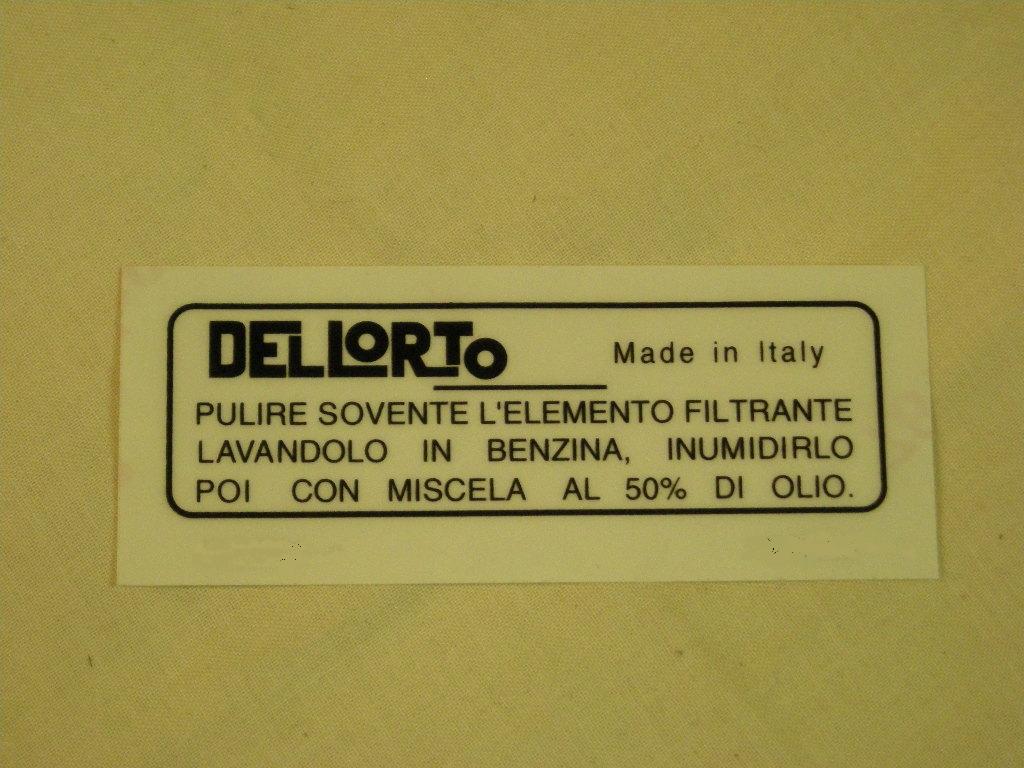 DELLORTO Made in Italy
PULIRE SOVENTE L'ELEMENTO FILTRANTE
LAVANDOLO IN BENZINA, INUMIDIRLO
POI CON MISCELA AL 50% DI OLIO.